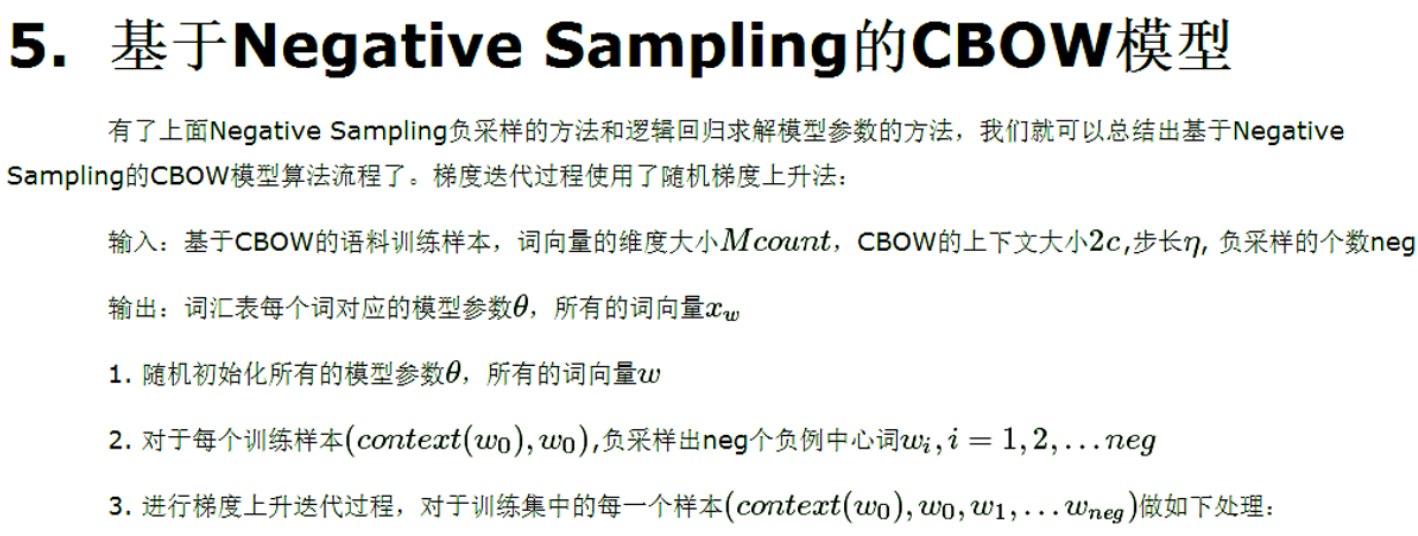 5. 基于Negative Sampling的CBOW模型
有了上面Negative Sampling负采样的方法和逻辑回归求解模型参数的方法，我们就可以总结出基于Negative
Sampling的CBOW模型算法流程了。梯度迭代过程使用了随机梯度上升法：
输入：基于CBOW的语料训练样本，词向量的维度大小Mcount，CBOW的上下文大小2c,步长η, 负采样的个数neg
输出：词汇表每个词对应的模型参数θ，所有的词向量x_w
1. 随机初始化所有的模型参数θ，所有的词向量w
2. 对于每个训练样本(context(w_0), w_0),负采样出neg个负例中心词w_i, i = 1, 2, ... neg
3. 进行梯度上升迭代过程，对于训练集中的每一个样本(context(w_0), w_0, w_1, ... w_neg)做如下处理：